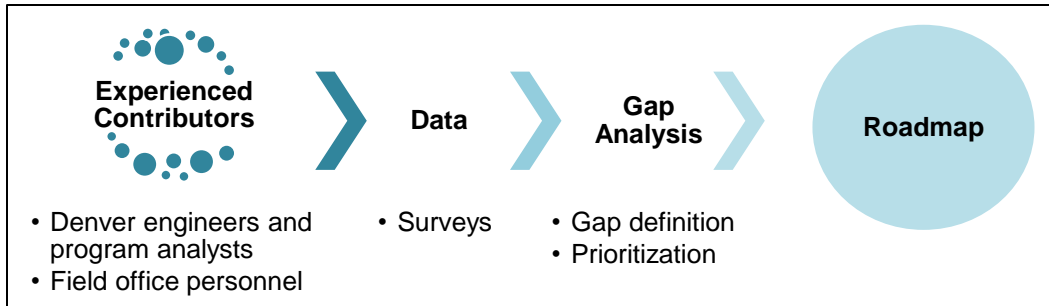 Experienced
Contributors
Data
Gap
Analysis
Roadmap
• Denver engineers and
program analysts
• Field office personnel
• Surveys
• Gap definition
• Prioritization